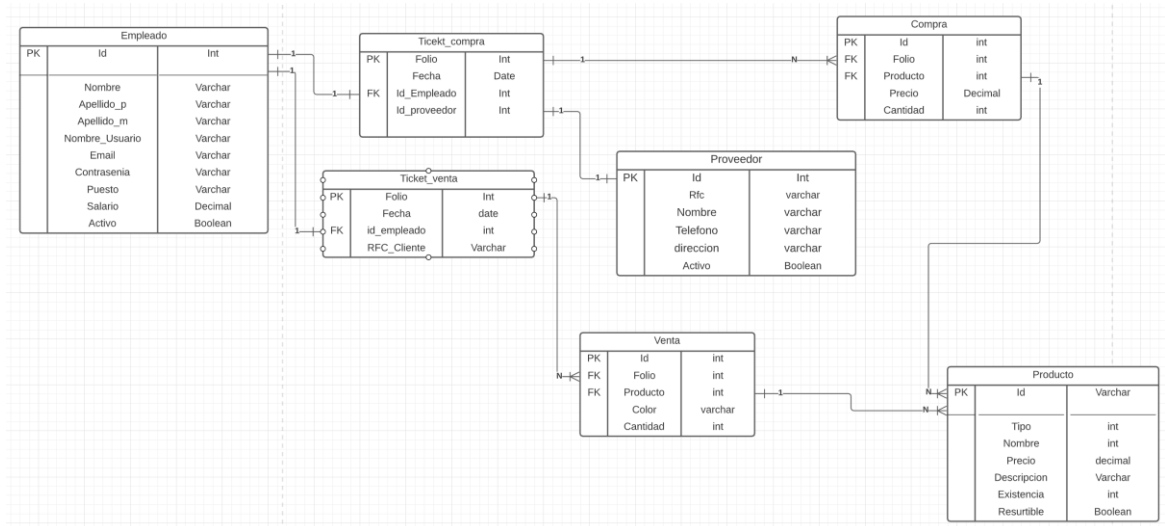 Empleado
PK Id Int
Nombre Varchar
Apellido_p Varchar
Apellido_m Varchar
Nombre_Usuario Varchar
Email Varchar
Contrasenia Varchar
Puesto Varchar
Salario Decimal
Activo Boolean
1
1
1
1
Ticekt_compra
PK Folio Int
Fecha Date
FK Id_Empleado Int
Id_proveedor Int
1
N
1
1
Compra
PK Id int
FK Folio int
FK Producto int
Precio Decimal
Cantidad int
1
N
Proveedor
PK Id Int
Rfc varchar
Nombre varchar
Telefono varchar
direccion varchar
Activo Boolean
Ticket_venta
PK Folio Int
Fecha date
FK id_empleado int
RFC_Cliente Varchar
1
N
Venta
PK Id int
FK Folio int
FK Producto int
Color varchar
Cantidad int
1
N
Producto
PK Id Varchar
Tipo int
Nombre int
Precio decimal
Descripcion Varchar
Existencia int
Resurtible Boolean